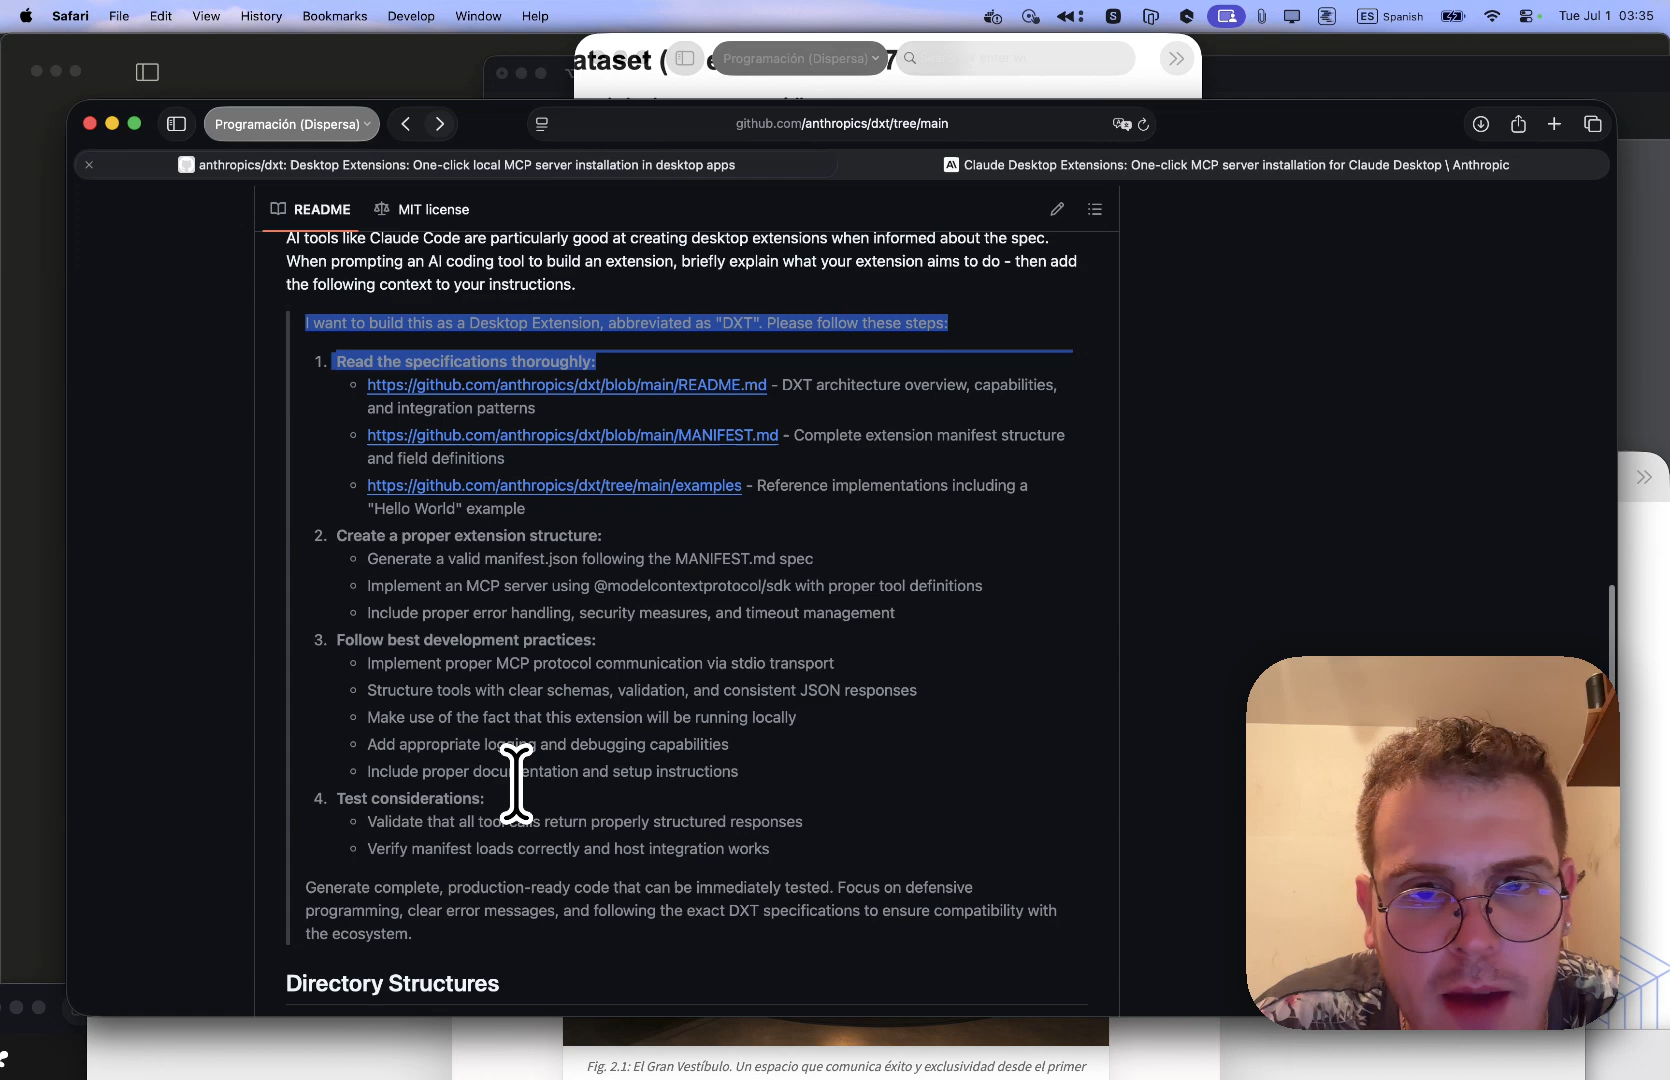 Safari File Edit View History Bookmarks Develop Window Help
S ES Spanish Tue Jul 1 03:35
ataset (
Programación (Dispersa)
7
Programación (Dispersa)
github.com/anthropics/dxt/tree/main
anthropics/dxt: Desktop Extensions: One-click local MCP server installation in desktop apps
Claude Desktop Extensions: One-click MCP server installation for Claude Desktop \ Anthropic
README MIT license
AI tools like Claude Code are particularly good at creating desktop extensions when informed about the spec.
When prompting an AI coding tool to build an extension, briefly explain what your extension aims to do - then add
the following context to your instructions.
I want to build this as a Desktop Extension, abbreviated as "DXT". Please follow these steps:
1. Read the specifications thoroughly:
https://github.com/anthropics/dxt/blob/main/README.md - DXT architecture overview, capabilities,
and integration patterns
https://github.com/anthropics/dxt/blob/main/MANIFEST.md - Complete extension manifest structure
and field definitions
https://github.com/anthropics/dxt/tree/main/examples - Reference implementations including a
"Hello World" example
2. Create a proper extension structure:
Generate a valid manifest.json following the MANIFEST.md spec
Implement an MCP server using @modelcontextprotocol/sdk with proper tool definitions
Include proper error handling, security measures, and timeout management
3. Follow best development practices:
Implement proper MCP protocol communication via stdio transport
Structure tools with clear schemas, validation, and consistent JSON responses
Make use of the fact that this extension will be running locally
Add appropriate logging and debugging capabilities
Include proper documentation and setup instructions
4. Test considerations:
Validate that all tool calls return properly structured responses
Verify manifest loads correctly and host integration works
Generate complete, production-ready code that can be immediately tested. Focus on defensive
programming, clear error messages, and following the exact DXT specifications to ensure compatibility with
the ecosystem.
Directory Structures
Fig. 2.1: El Gran Vestíbulo. Un espacio que comunica éxito y exclusividad desde el primer